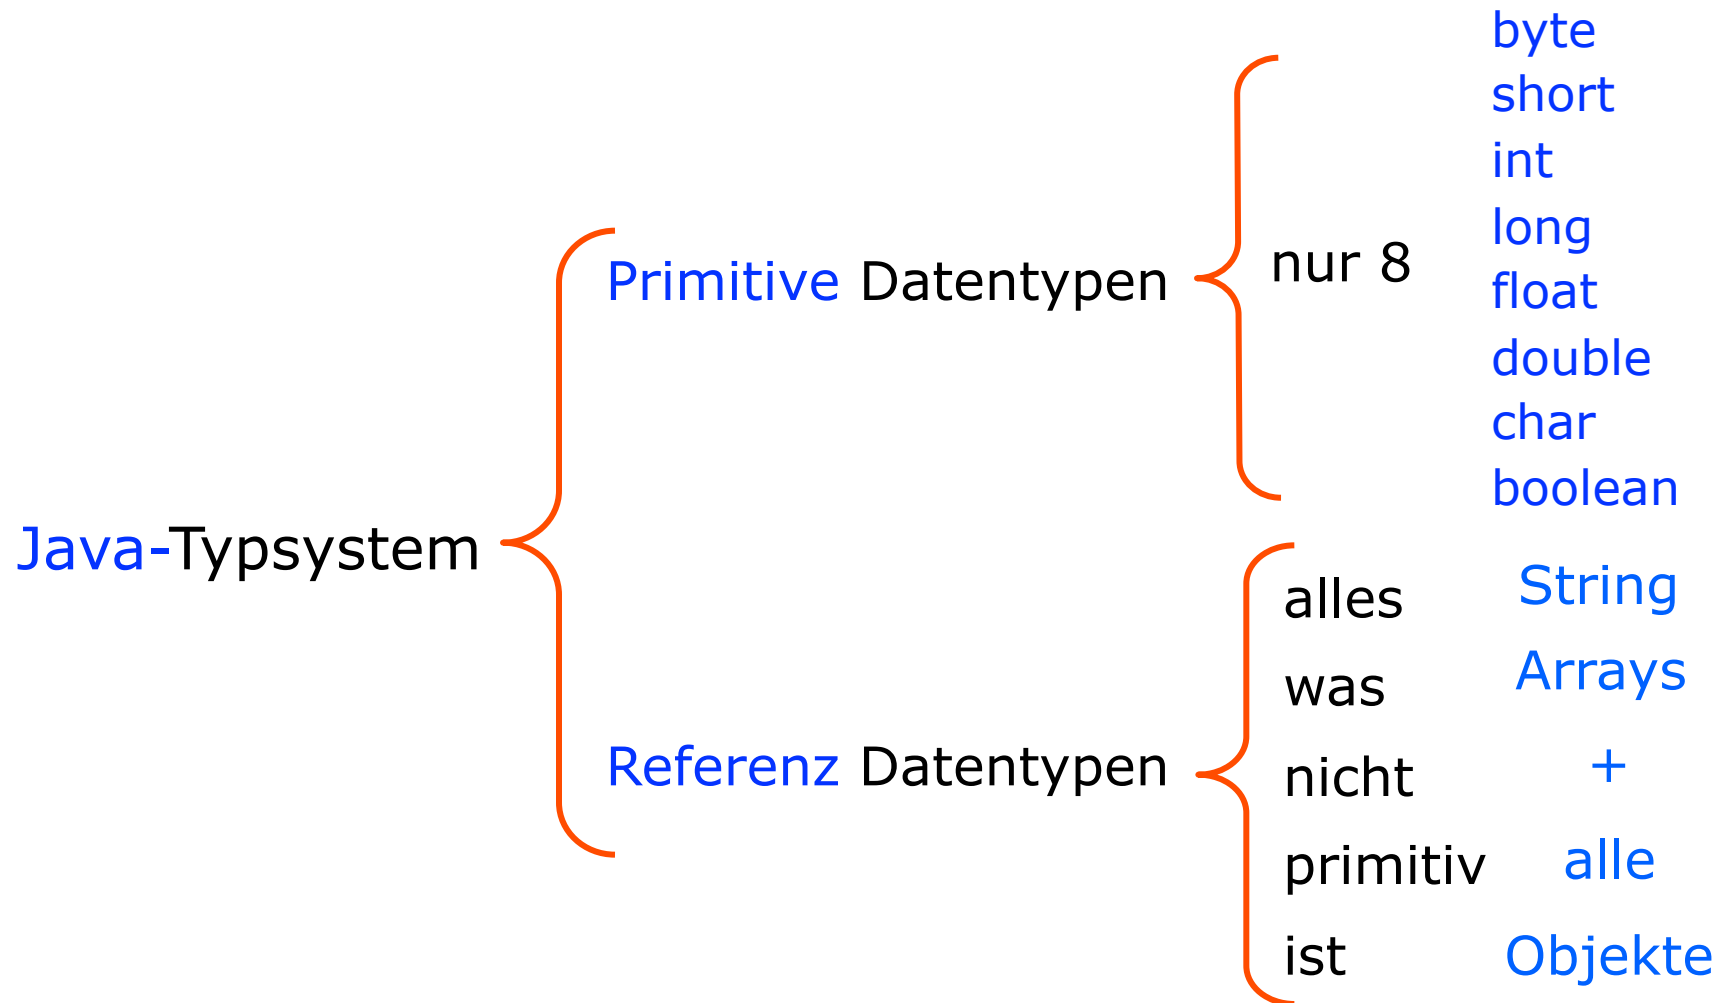 Java-Typsystem
Primitive Datentypen
nur 8
byte
short
int
long
float
double
char
boolean
Referenz Datentypen
alles
was
nicht
primitiv
ist
String
Arrays
+
alle
Objekte